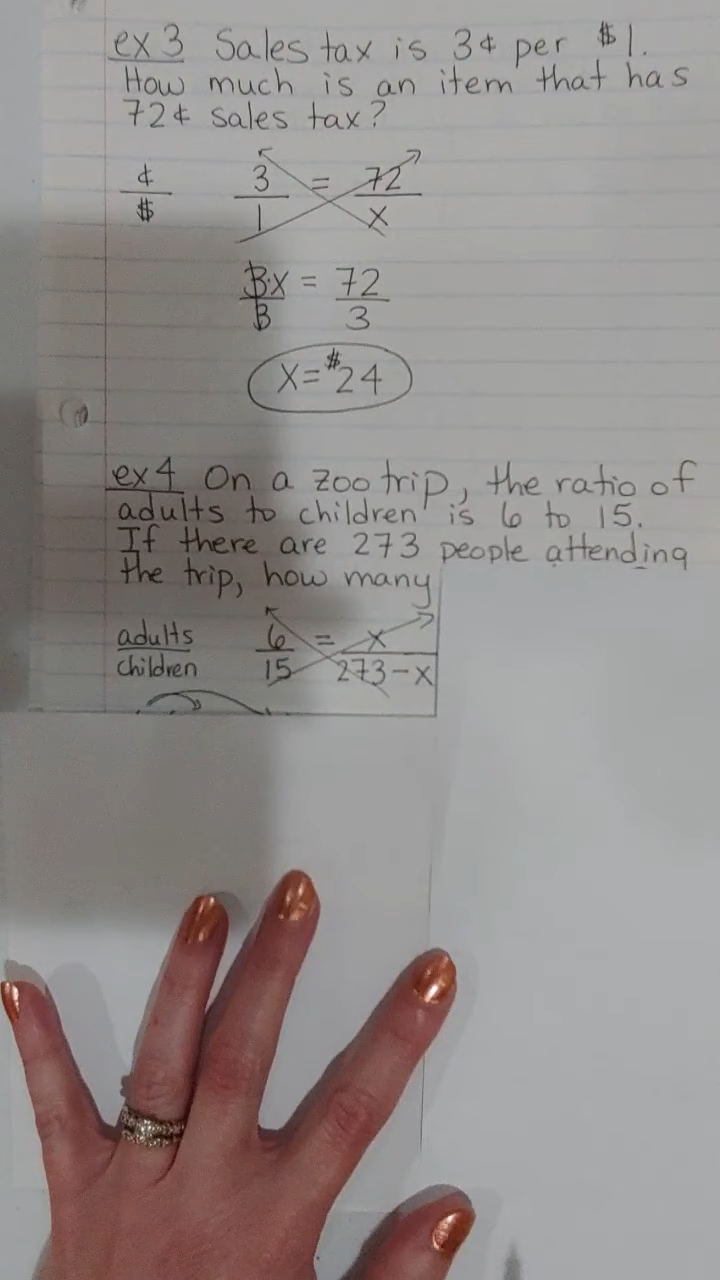 ex 3 Sales tax is 3¢ per $1.
How much is an item that has
72¢ sales tax?
¢/$ 3/1 = 72/x
3·x/3 = 72/3
x=$24
ex 4 On a zoo trip, the ratio of
adults to children is 6 to 15.
If there are 273 people attending
the trip, how many
adults/children 6/15 = x/273-x